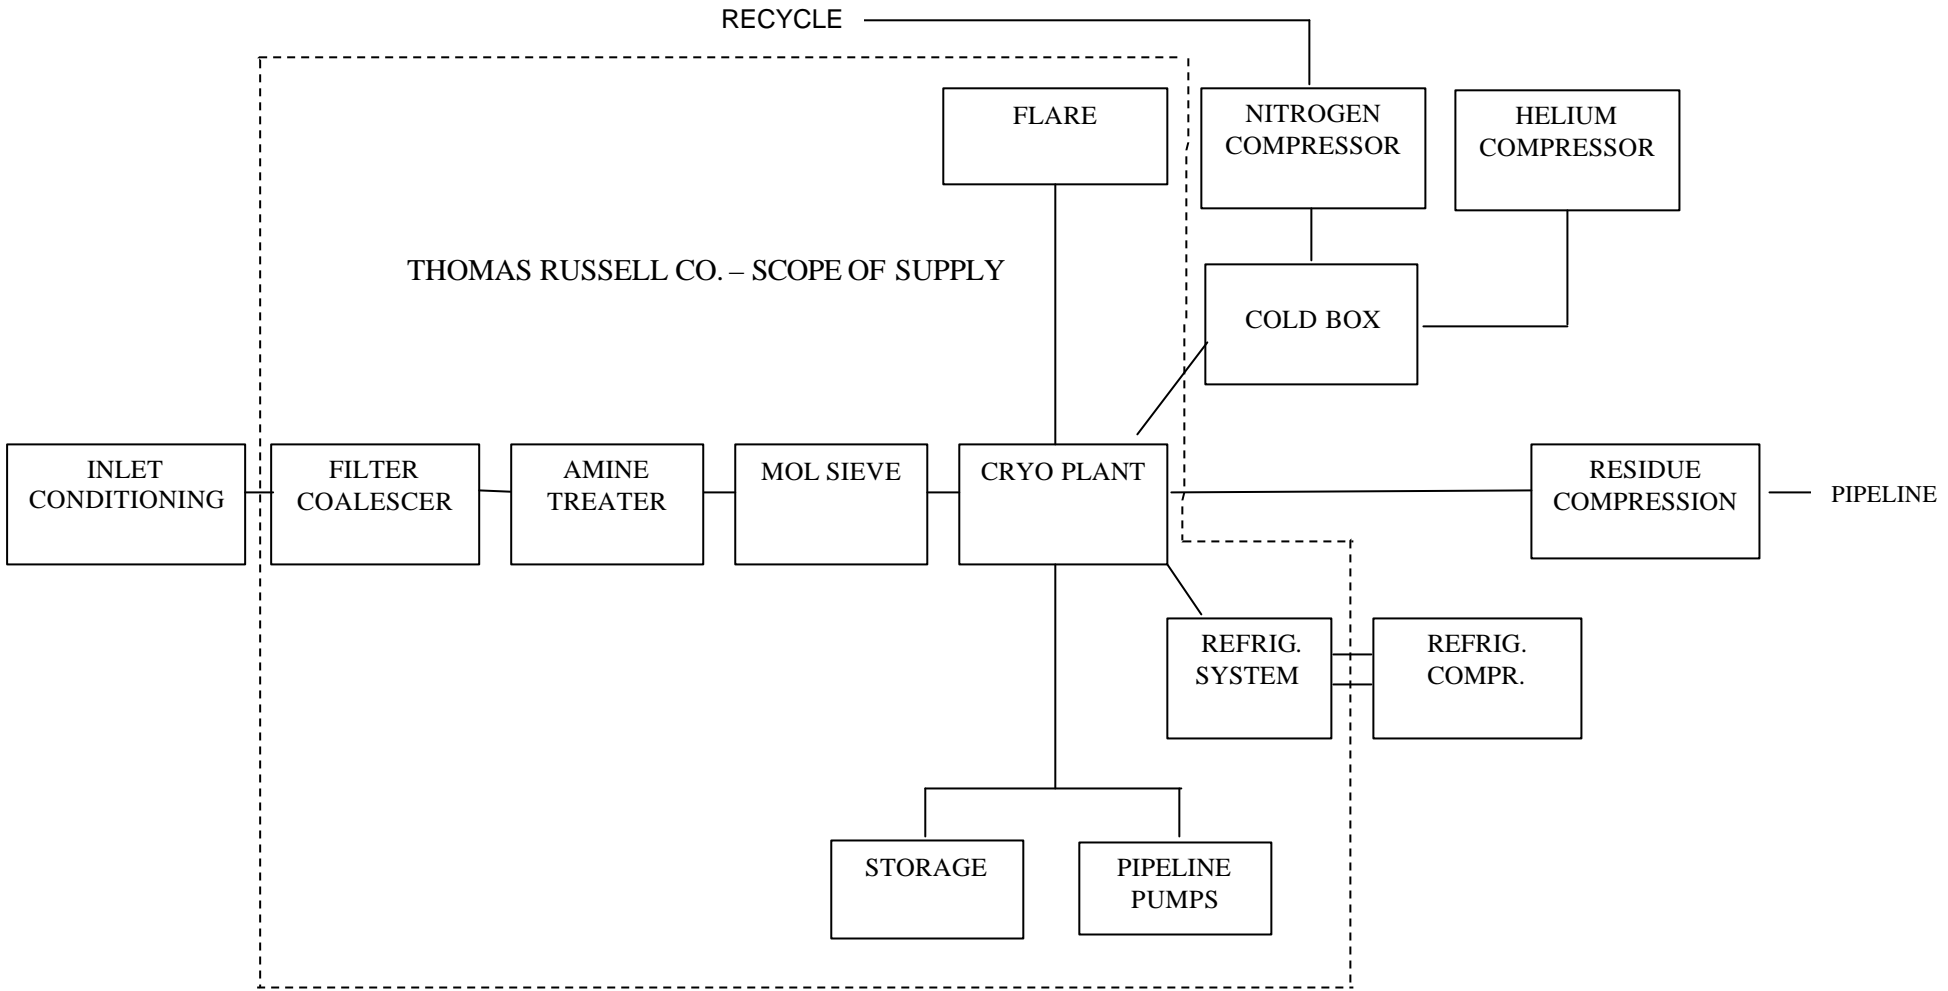 RECYCLE
FLARE
NITROGEN
COMPRESSOR
HELIUM
COMPRESSOR
THOMAS RUSSELL CO. – SCOPE OF SUPPLY
COLD BOX
INLET
CONDITIONING
FILTER
COALESCER
AMINE
TREATER
MOL SIEVE
CRYO PLANT
RESIDUE
COMPRESSION
PIPELINE
REFRIG.
SYSTEM
REFRIG.
COMPR.
STORAGE
PIPELINE
PUMPS